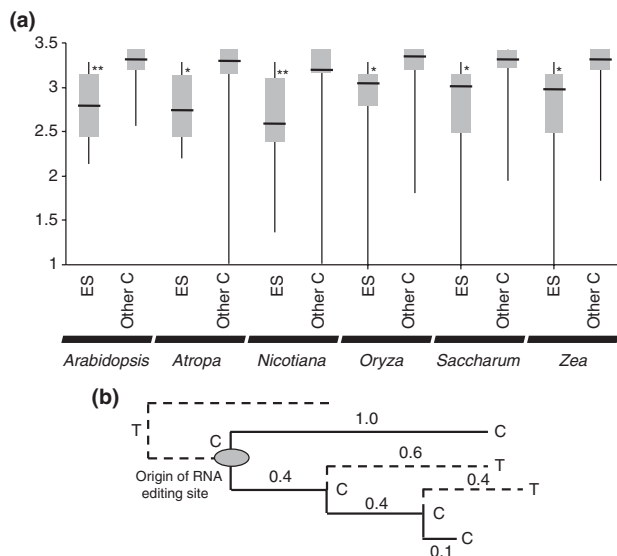 (a)
3.5
3
2.5
2
1.5
1
** * ** * * *
ES Other C ES Other C ES Other C ES Other C ES Other C ES Other C
Arabidopsis Atropa Nicotiana Oryza Saccharum Zea
(b)
T
C
1.0
C
Origin of RNA
editing site
0.6
T
0.4
C
0.4
T
0.4
C
C
0.1